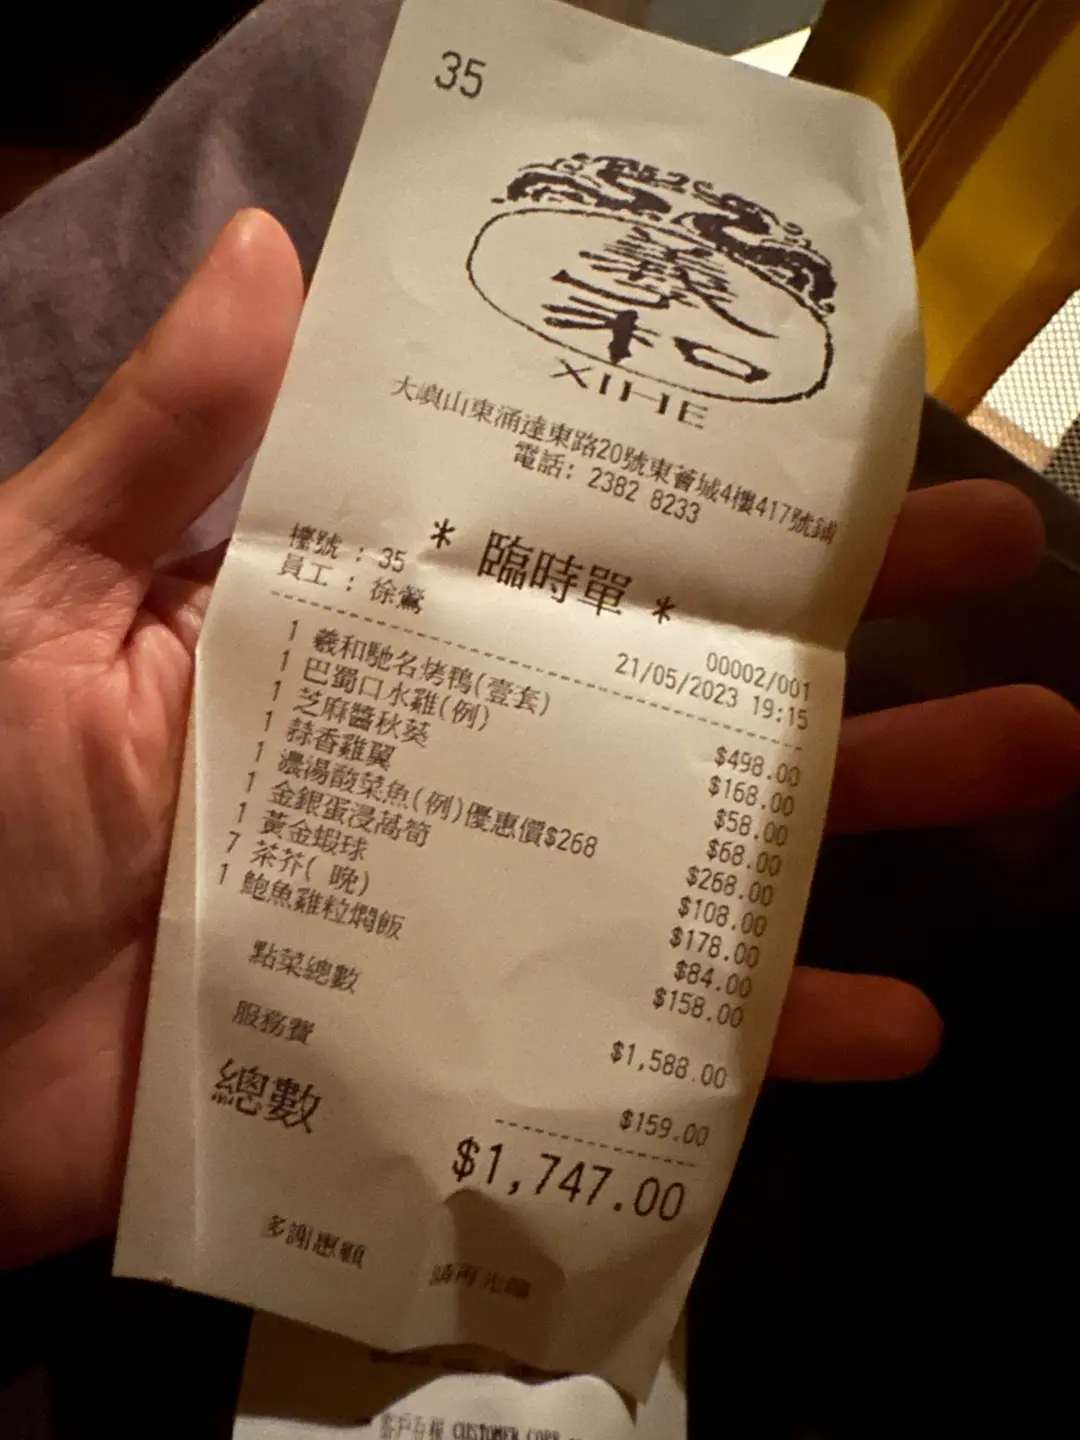 35
義和
XIHE
大嶼山東涌達東路20號東薈城4樓417號鋪
電話: 2382 8233
* 臨時單 *
檯號 : 35
00002/001
員工 : 徐鶯
21/05/2023 19:15
1 羲和馳名烤鴨(壹套) $498.00
1 巴蜀口水雞(例) $168.00
1 芝麻醬秋葵 $58.00
1 蒜香雞翼 $68.00
1 濃湯酸菜魚(例)優惠價$268 $268.00
1 金銀蛋浸萵筍 $108.00
1 黃金蝦球 $178.00
7 茶芥( 晚) $84.00
1 鮑魚雞粒燜飯 $158.00
點菜總數 $1,588.00
服務費 $159.00
總數 $1,747.00
多謝惠顧 請再光臨
客戶存根 CUSTOMER COPY